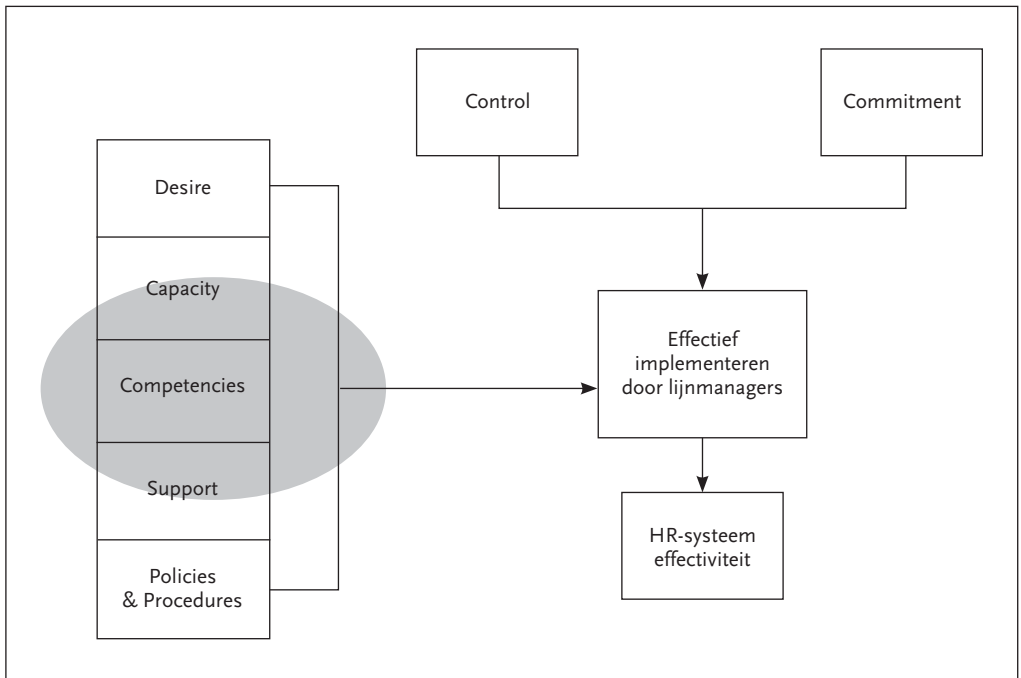 Control
Commitment
Desire
Capacity
Competencies
Support
Policies
& Procedures
Effectief
implementeren
door lijnmanagers
HR-systeem
effectiviteit